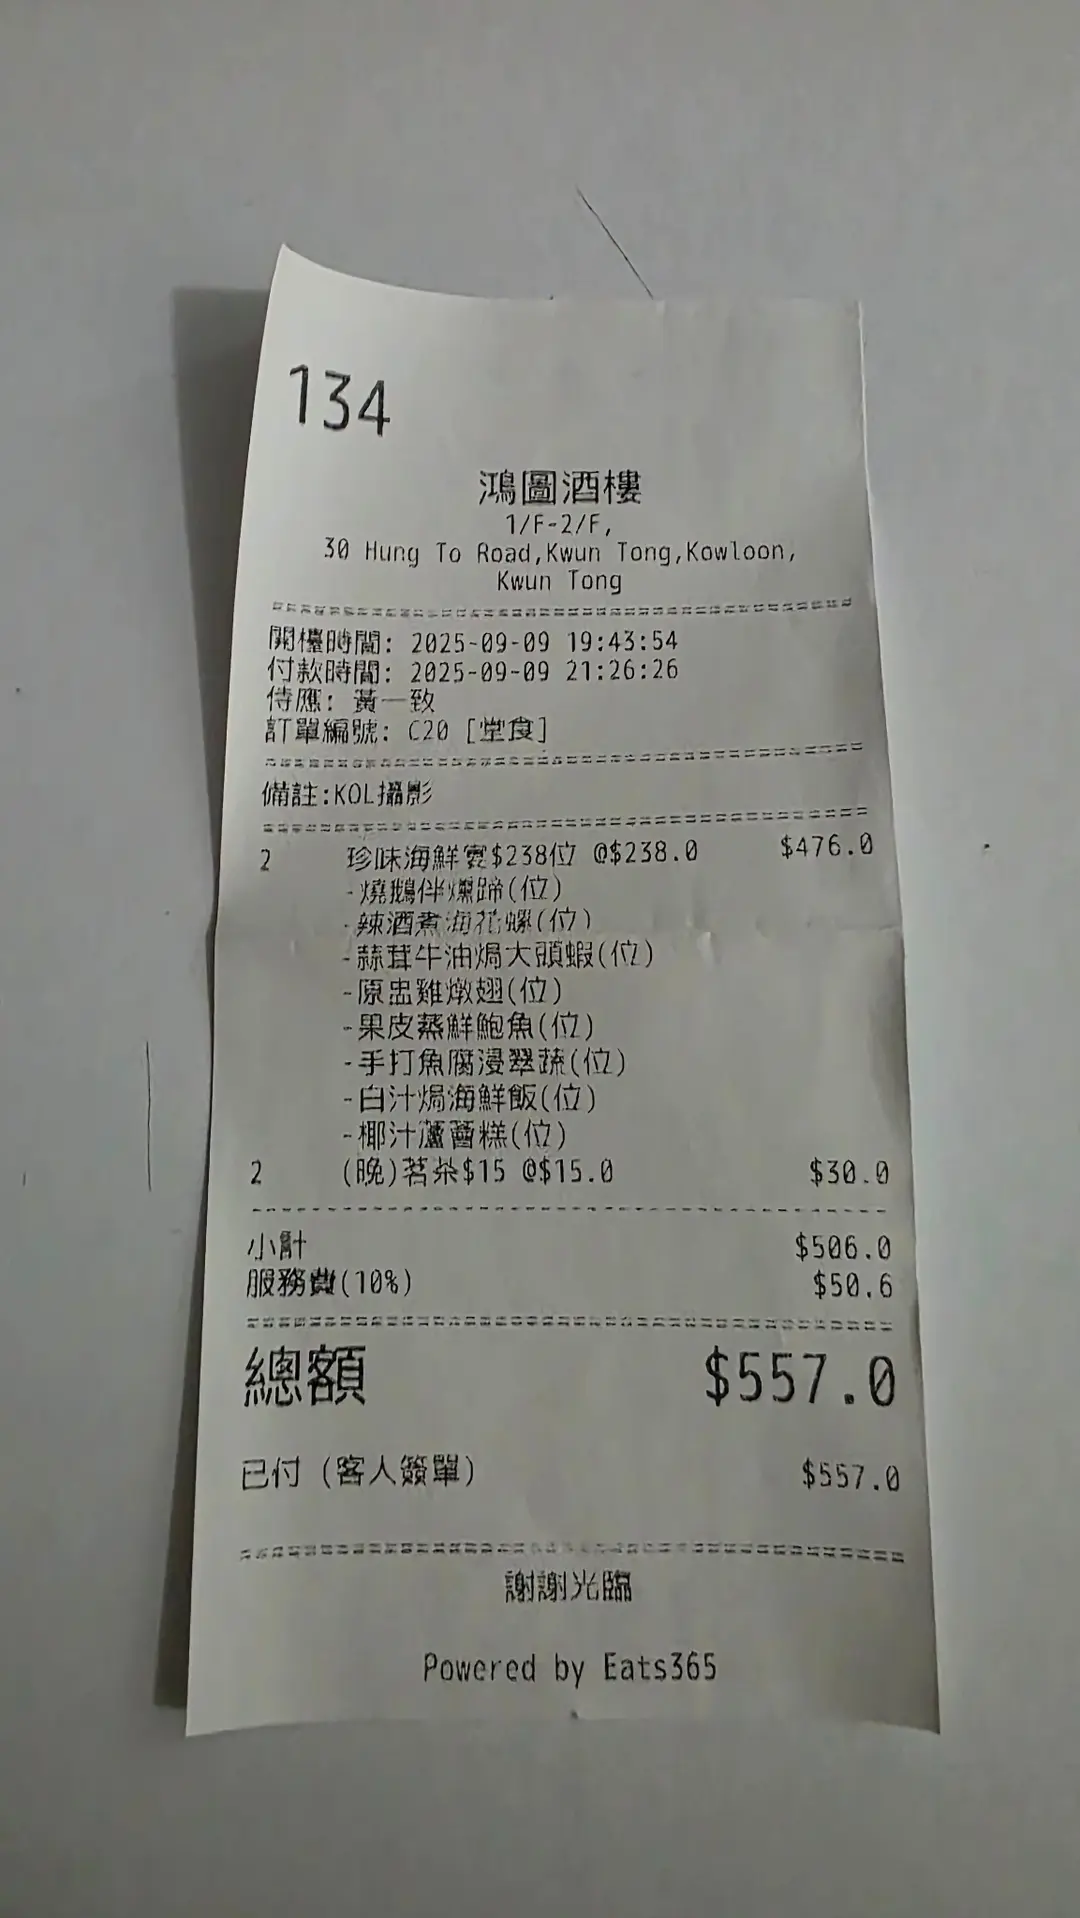 134
鴻圖酒樓
1/F-2/F,
30 Hung To Road,Kwun Tong,Kowloon,
Kwun Tong
開檯時間: 2025-09-09 19:43:54
付款時間: 2025-09-09 21:26:26
侍應: 黃一致
訂單編號: C20 [堂食]
備註:KOL攝影
2 珍味海鮮宴$238位 @$238.0 $476.0
-燒鵝伴燻蹄(位)
-辣酒煮海花螺(位)
-蒜茸牛油焗大頭蝦(位)
-原盅雞燉翅(位)
-果皮蒸鮮鮑魚(位)
-手打魚腐浸翠蔬(位)
-白汁焗海鮮飯(位)
-椰汁蘆薈糕(位)
2 (晚)茗茶$15 @$15.0 $30.0
小計 $506.0
服務費(10%) $50.6
總額 $557.0
已付 (客人簽單) $557.0
謝謝光臨
Powered by Eats365